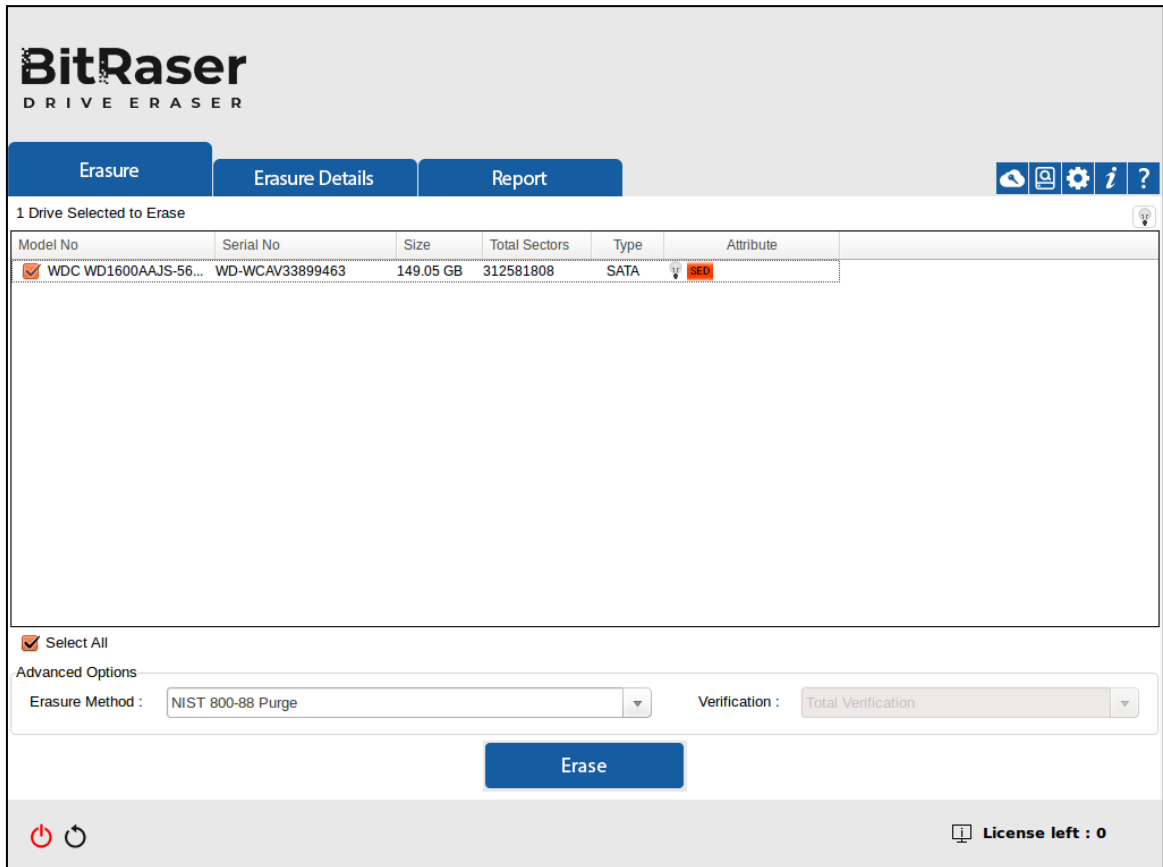 BitRaser
DRIVE ERASER
Erasure Erasure Details Report i ?
1 Drive Selected to Erase
Model No Serial No Size Total Sectors Type Attribute
WDC WD1600AAJS-56... WD-WCAV33899463 149.05 GB 312581808 SATA SED
Select All
Advanced Options
Erasure Method : NIST 800-88 Purge Verification : Total Verification
Erase
License left : 0